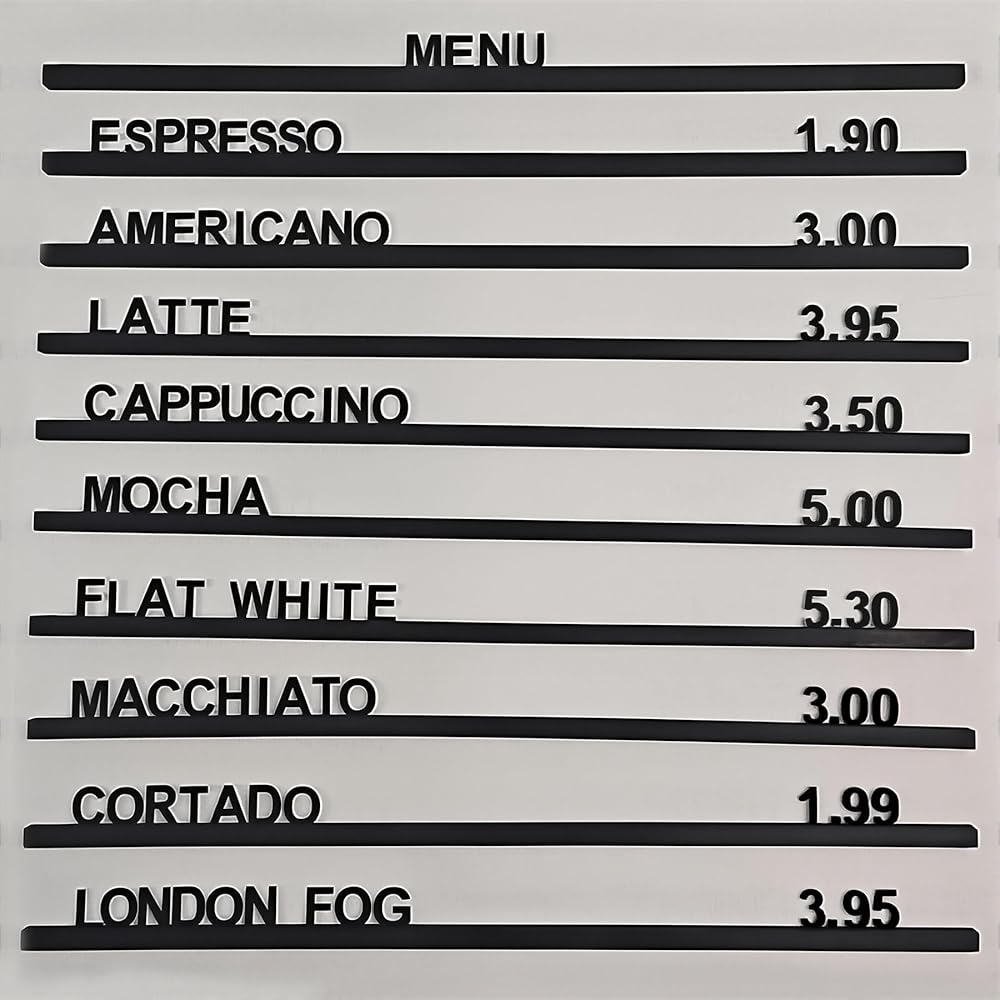 MENU
ESPRESSO 1.90
AMERICANO 3.00
LATTE 3.95
CAPPUCCINO 3.50
MOCHA 5.00
FLAT WHITE 5.30
MACCHIATO 3.00
CORTADO 1.99
LONDON FOG 3.95